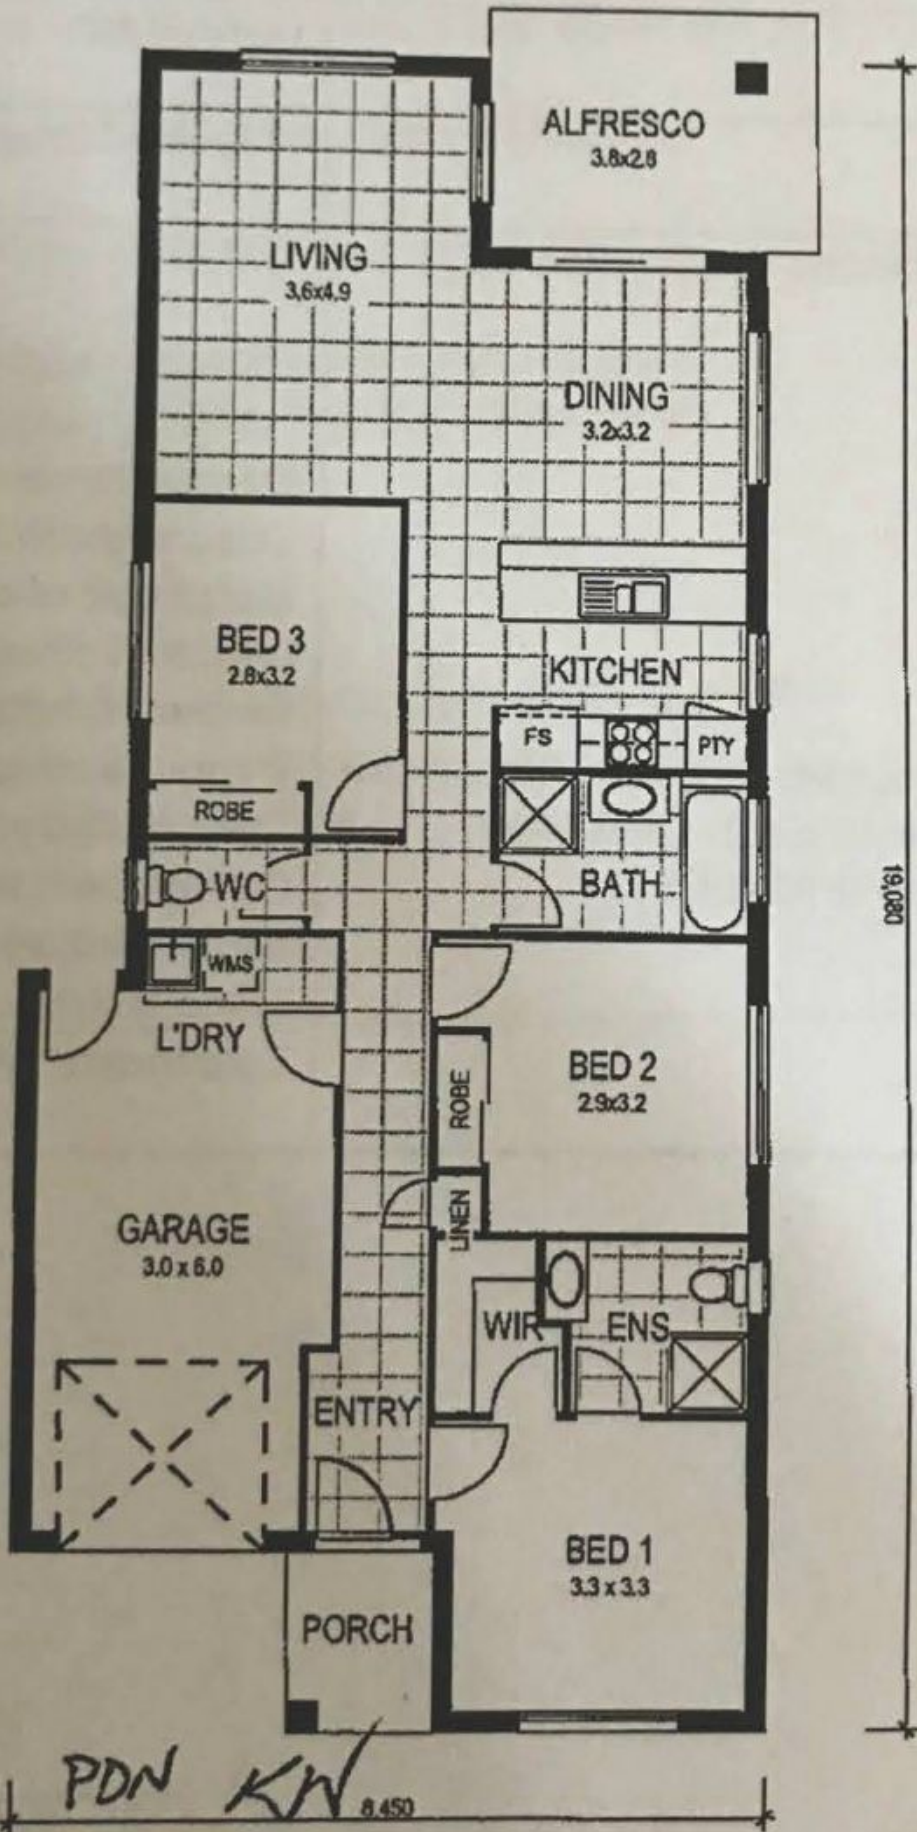 ALFRESCO
3.8x2.8
LIVING
3.6x4.9
DINING
3.2x3.2
BED 3
2.8x3.2
KITCHEN
FS
PTY
ROBE
WC
BATH
19,080
WMS
L'DRY
BED 2
2.9x3.2
ROBE
LINEN
GARAGE
3.0 x 6.0
WIR
ENS
ENTRY
BED 1
3.3 x 3.3
PORCH
PDN KW
8.450